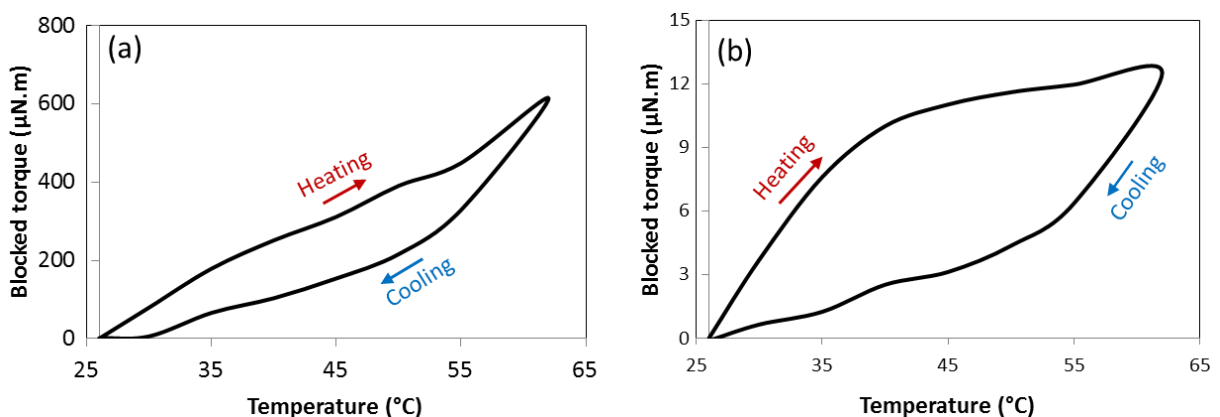 (a)
Blocked torque (µN.m)
800
600
400
200
0
Heating
Cooling
25
35
45
55
65
Temperature (°C)
(b)
Blocked torque (µN.m)
15
12
9
6
3
0
Heating
Cooling
25
35
45
55
65
Temperature (°C)